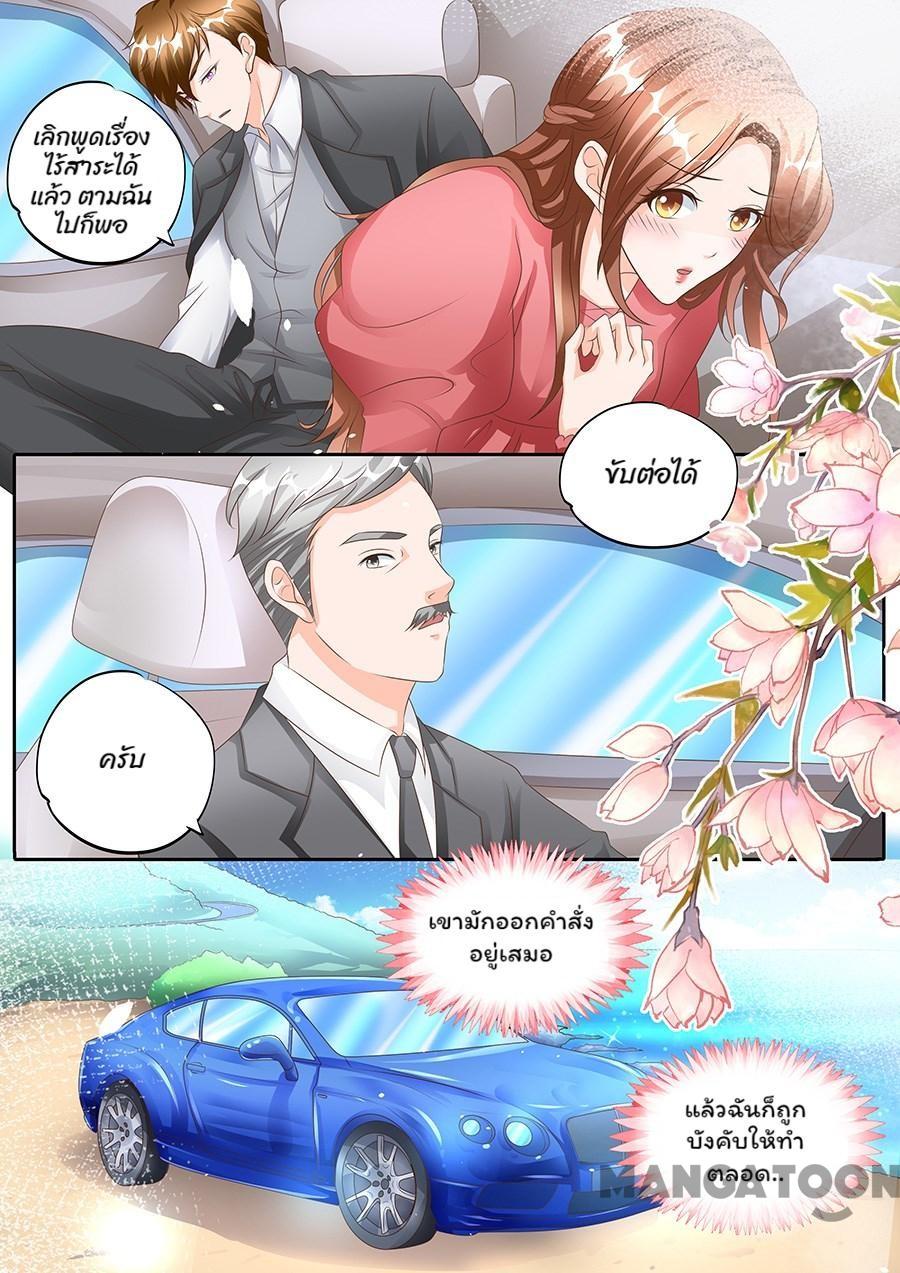 เลิกพูดเรื่อง
ไร้สาระได้
แล้ว ตามฉัน
ไปก็พอ
ขับต่อได้
ครับ
เขามักออกคำสั่ง
อยู่เสมอ
แล้วฉันก็ถูก
บังคับให้ทำ
ตลอด..
MANGATOON